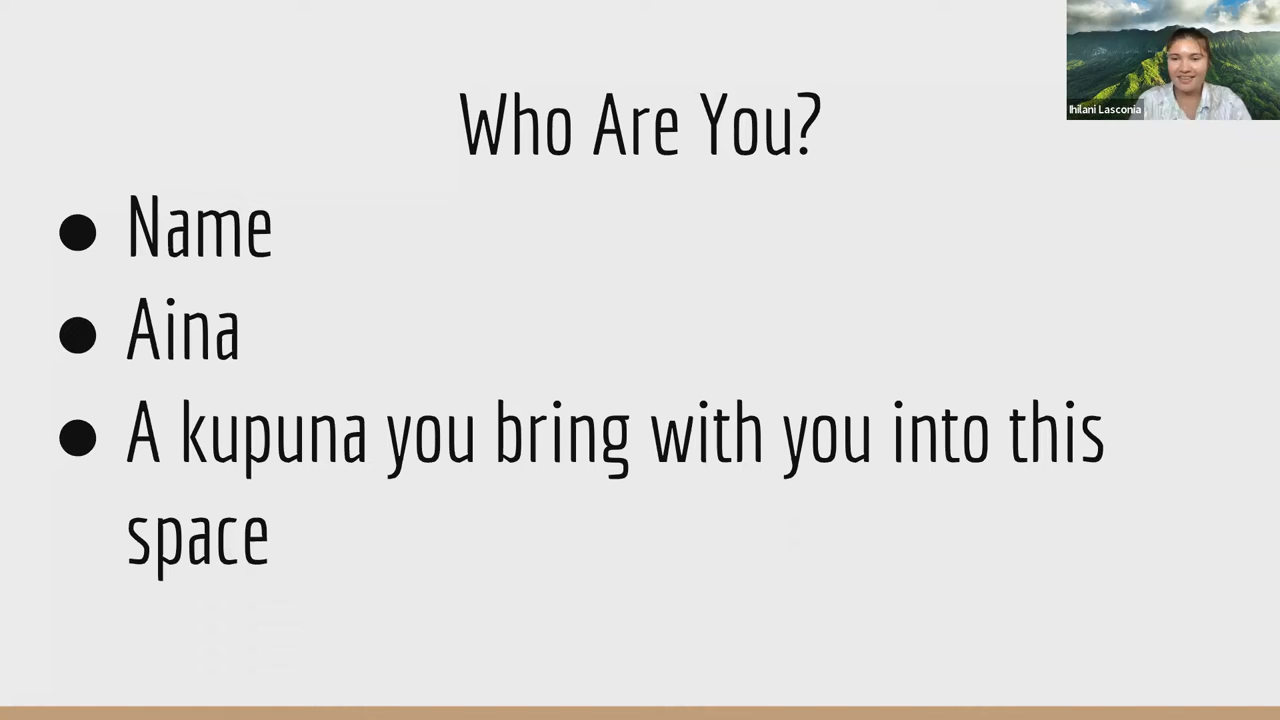 Who Are You?
● Name
● Aina
● A kupuna you bring with you into this
space
Ihilani Lasconia